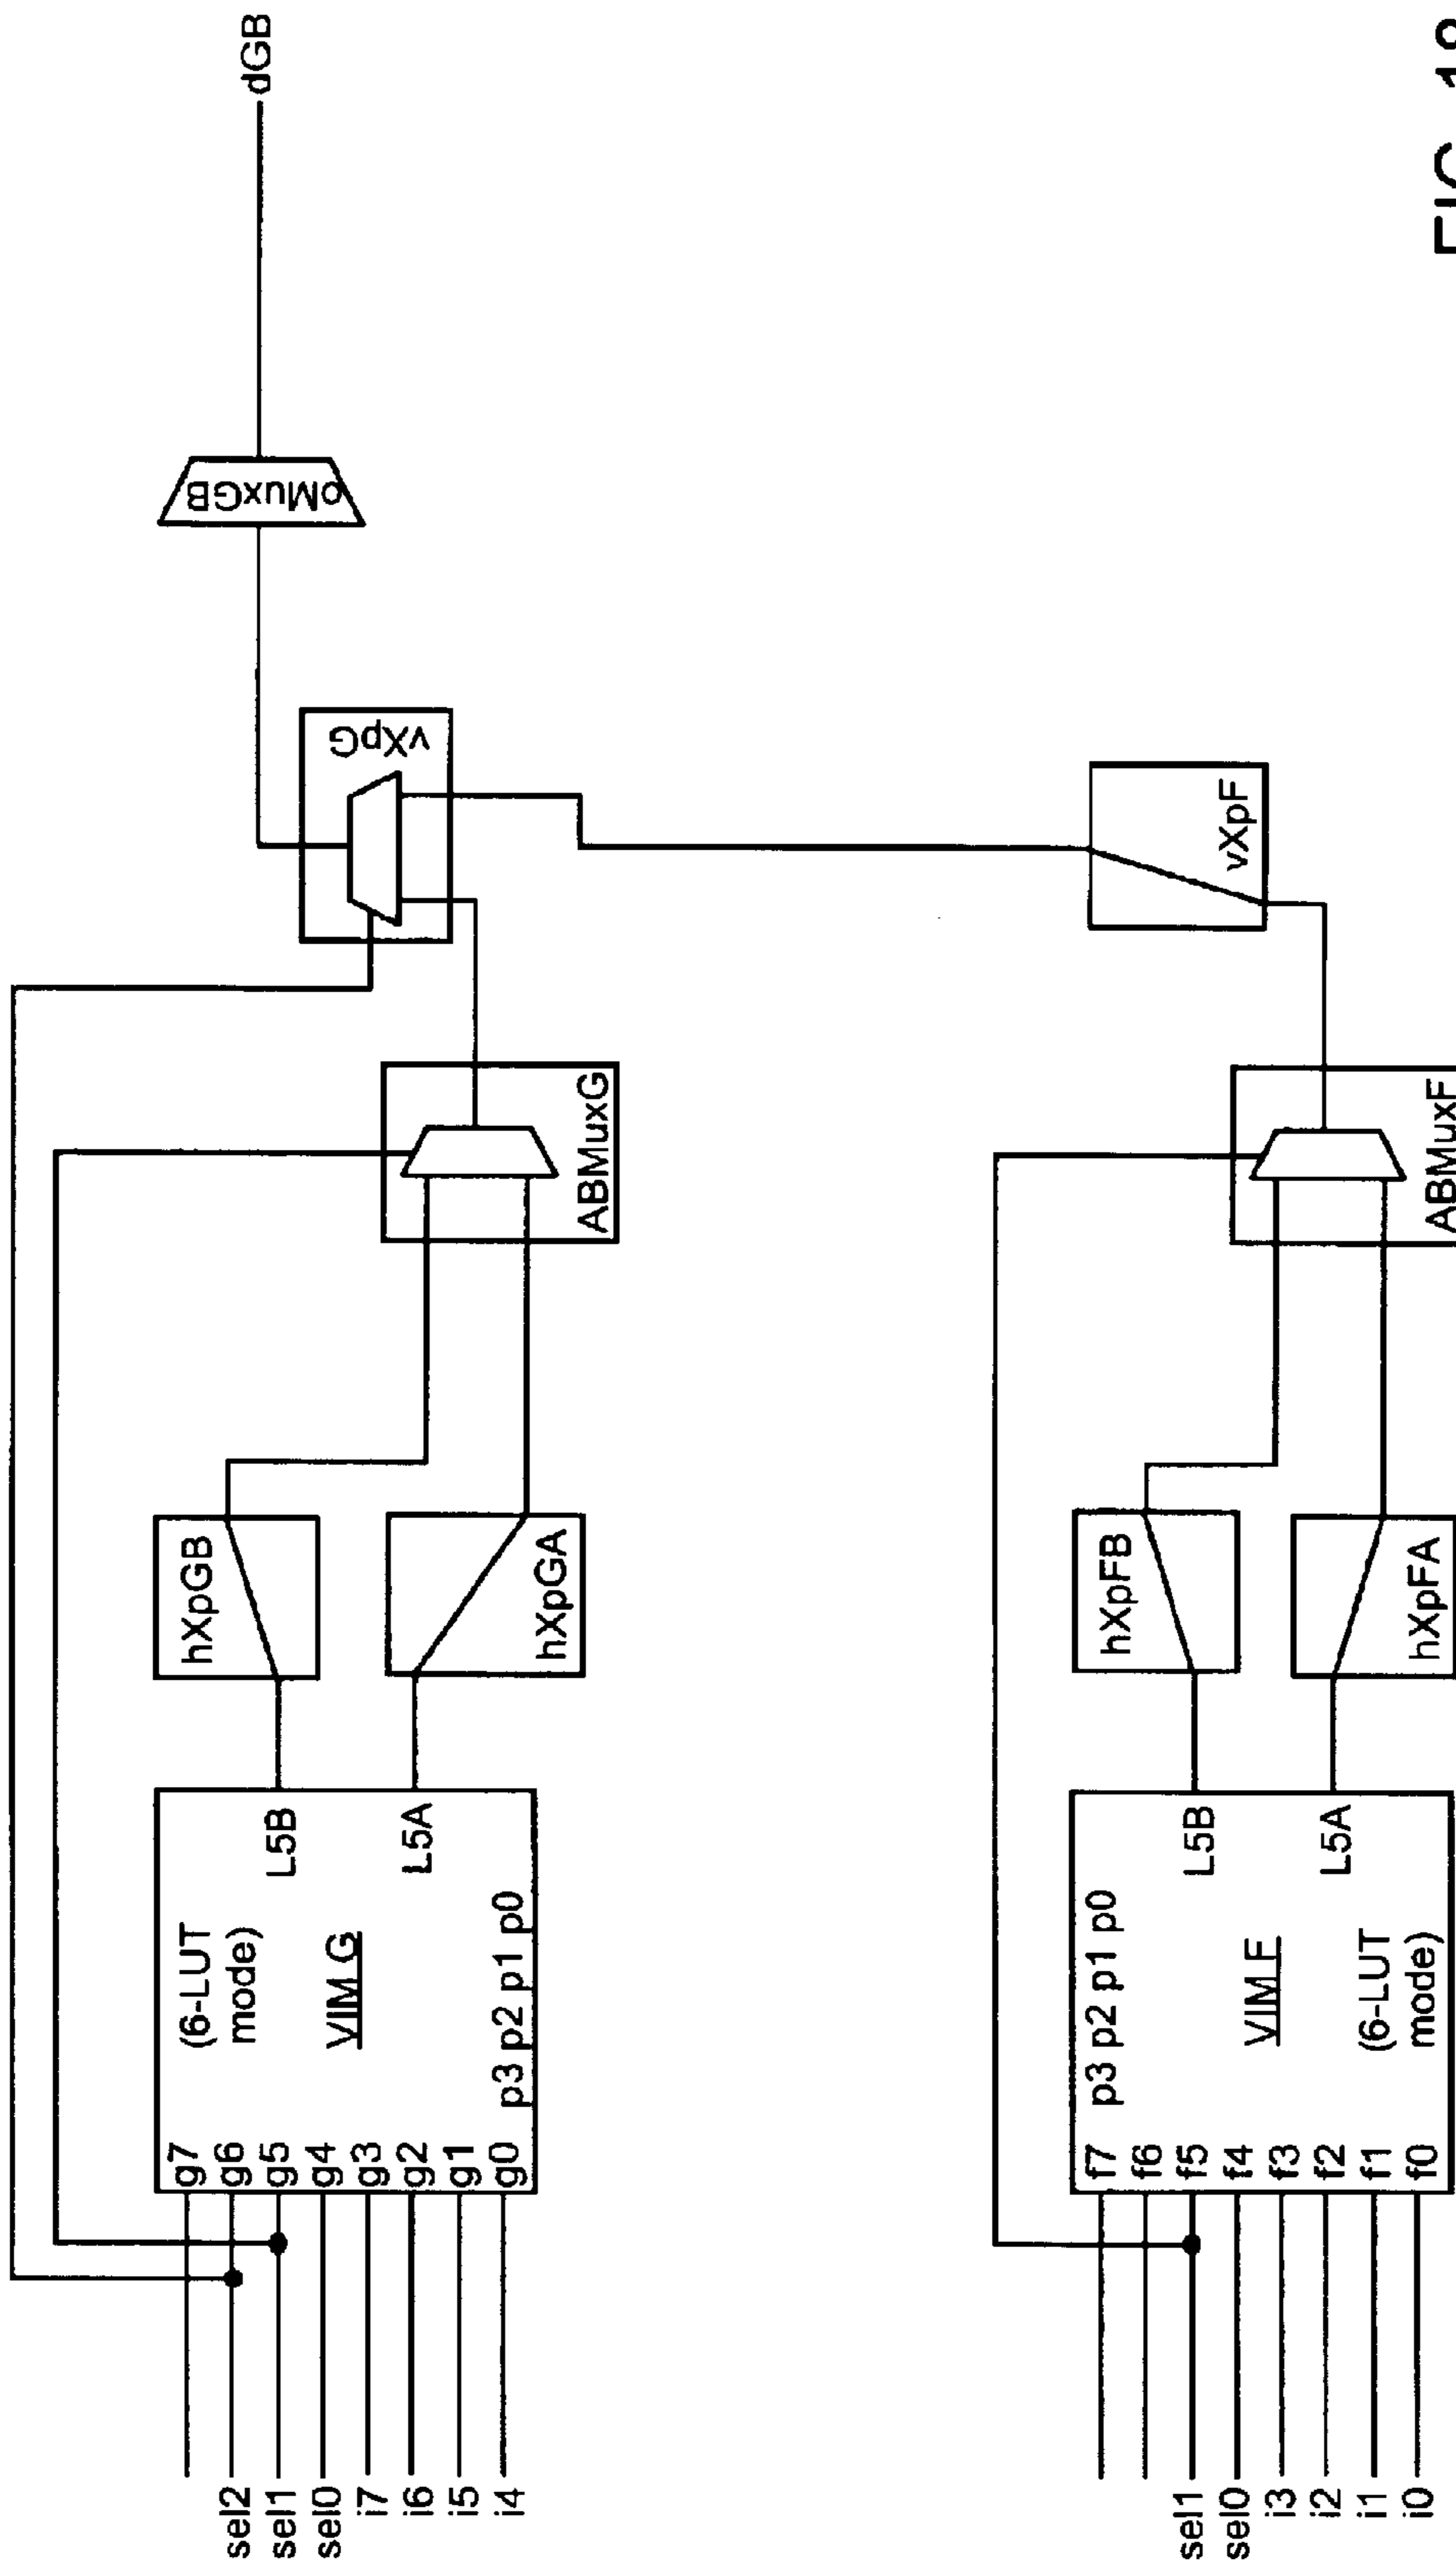 sel2
sel1
sel0
i7
i6
i5
i4
g7
g6
g5
g4
g3
g2
g1
g0
(6-LUT
mode)
VIM G
p3 p2 p1 p0
L5B
L5A
hXpGB
hXpGA
ABMuxG
vXpG
oMuxGB
dGB
sel1
sel0
i3
i2
i1
i0
f7
f6
f5
f4
f3
f2
f1
f0
p3 p2 p1 p0
VIM F
(6-LUT
mode)
L5B
L5A
hXpFB
hXpFA
ABMuxF
vXpF